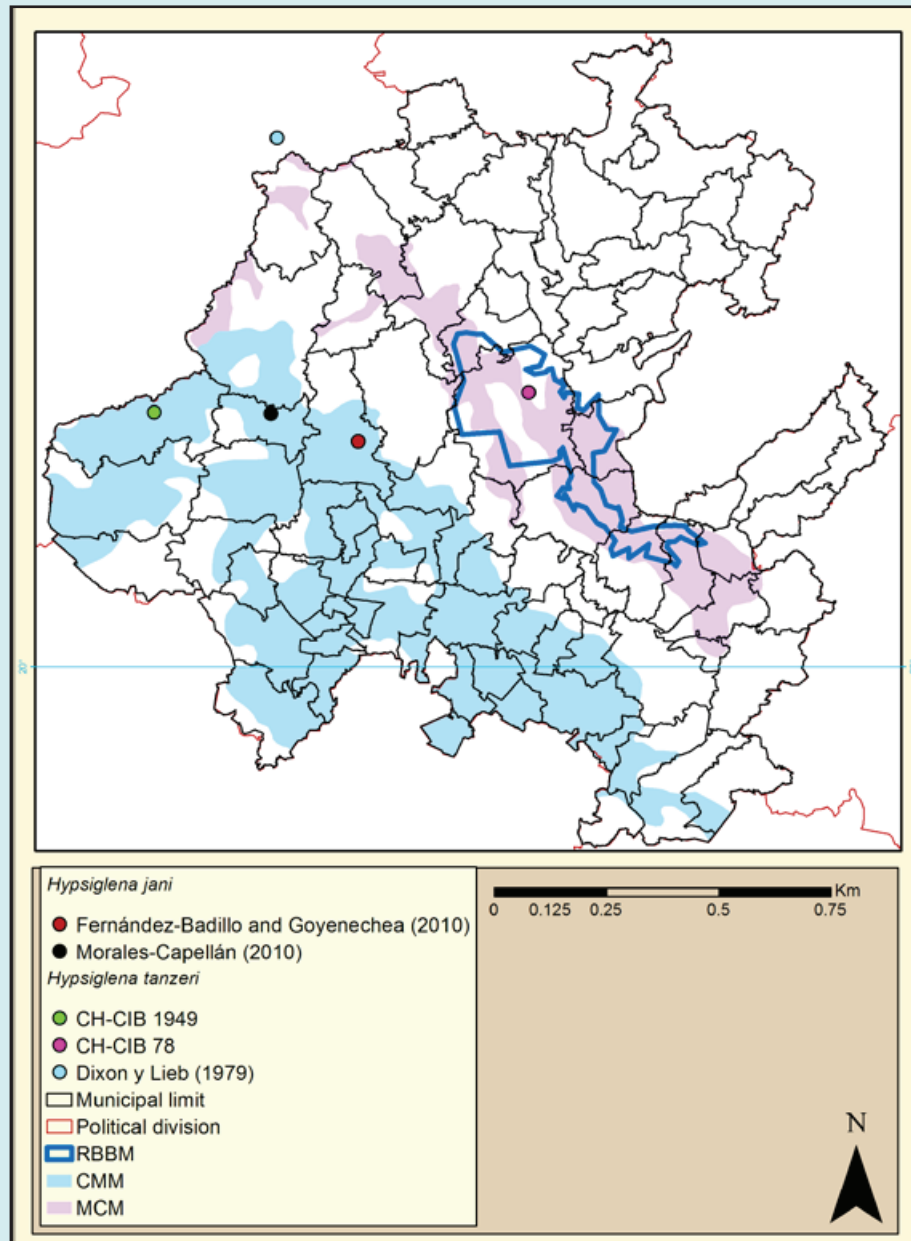 20°
Hypsiglena jani
Fernández-Badillo and Goyenechea (2010)
Morales-Capellán (2010)
Hypsiglena tanzeri
CH-CIB 1949
CH-CIB 78
Dixon y Lieb (1979)
Municipal limit
Political division
RBBM
CMM
MCM
Km
0 0.125 0.25 0.5 0.75
N